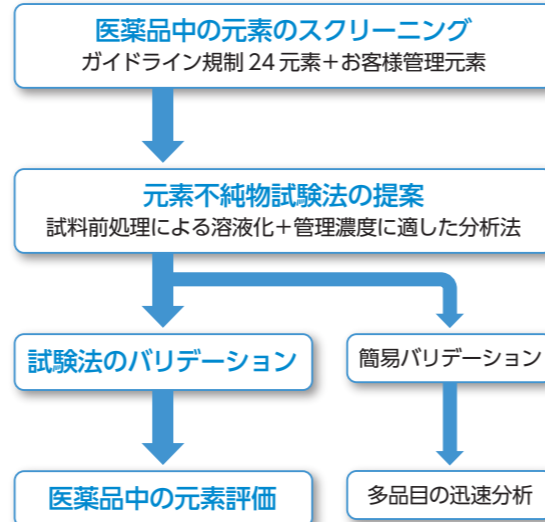 医薬品中の元素のスクリーニング
ガイドライン規制24元素+お客様管理元素
元素不純物試験法の提案
試料前処理による溶液化+管理濃度に適した分析法
試験法のバリデーション
簡易バリデーション
医薬品中の元素評価
多品目の迅速分析